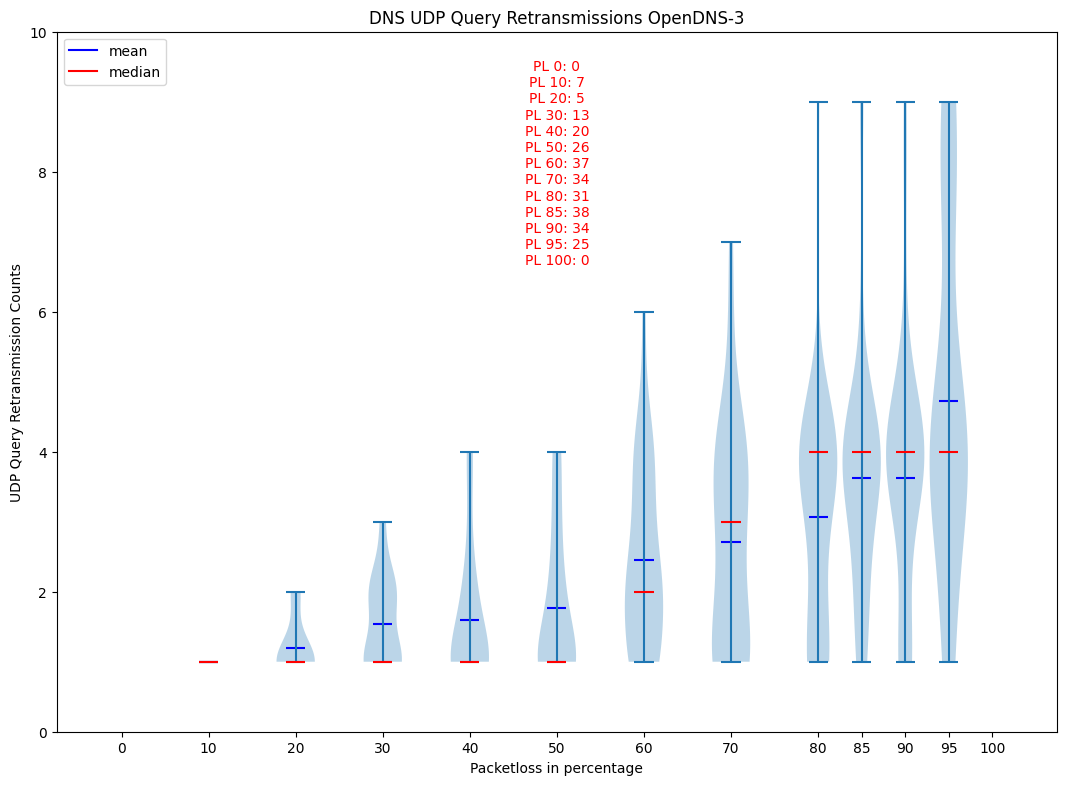 DNS UDP Query Retransmissions OpenDNS-3
mean
median
PL 0: 0
PL 10: 7
PL 20: 5
PL 30: 13
PL 40: 20
PL 50: 26
PL 60: 37
PL 70: 34
PL 80: 31
PL 85: 38
PL 90: 34
PL 95: 25
PL 100: 0
UDP Query Retransmission Counts
10
8
6
4
2
0
0 10 20 30 40 50 60 70 80 85 90 95 100
Packetloss in percentage